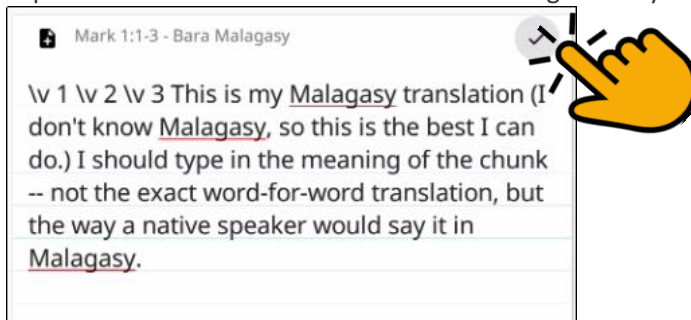 Mark 1:1-3 - Bara Malagasy
\v 1 \v 2 \v 3 This is my Malagasy translation (I
don't know Malagasy, so this is the best I can
do.) I should type in the meaning of the chunk
-- not the exact word-for-word translation, but
the way a native speaker would say it in
Malagasy.